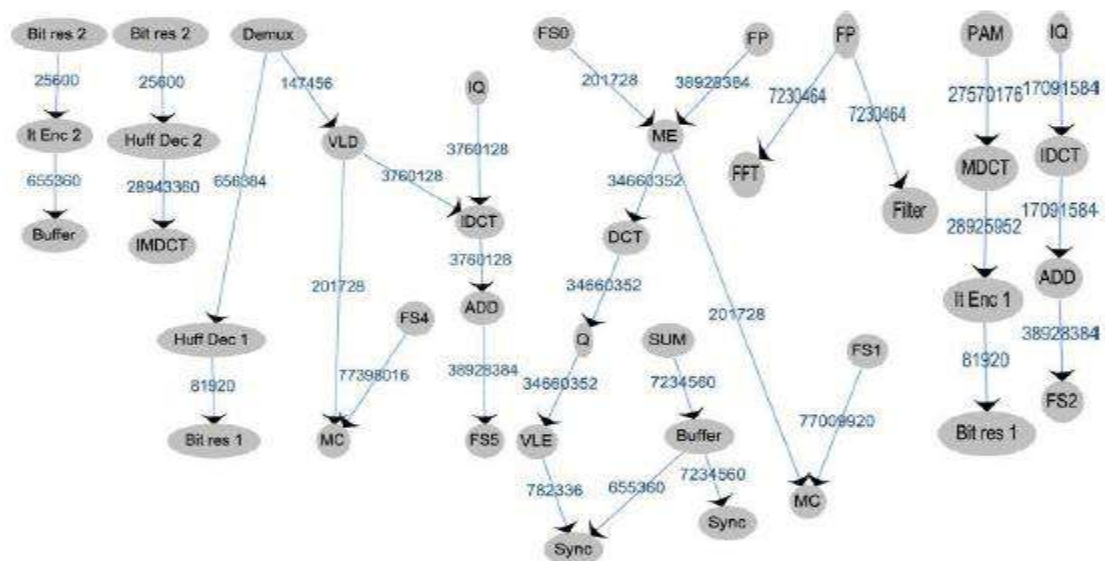 Bit res 2
25600
It Enc 2
655360
Buffer
Bit res 2
25600
Huff Dec 2
28943360
IMDCT
Demux
147456
656384
VLD
3760128
201728
Huff Dec 1
81920
Bit res 1
FS4
77398016
MC
IQ
3760128
IDCT
3760128
ADD
38928384
FS5
FS0
201728
FP
38928384
ME
34660352
DCT
34660352
Q
34660352
VLE
782336
Sync
SUM
7234560
Buffer
655360
7234560
Sync
201728
FS1
77009920
MC
FP
7230464
7230464
FFT
Filter
PAM
27570176
MDCT
28925952
It Enc 1
81920
Bit res 1
IQ
17091584
IDCT
17091584
ADD
38928384
FS2